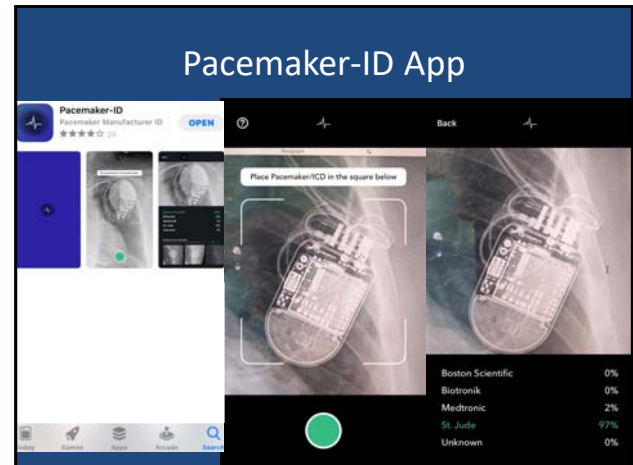 Pacemaker-ID App
Pacemaker-ID
Pacemaker Manufacturer ID
OPEN
Today
Games
Apps
Arcade
Search
Place Pacemaker/ICD in the square below
Back
Boston Scientific 0%
Biotronik 0%
Medtronic 2%
St. Jude 97%
Unknown 0%